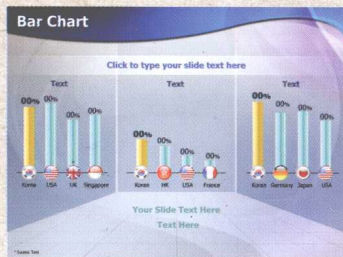 Bar Chart
Click to type your slide text here
Text
00% 00% 00% 00%
Korea USA UK Singapore
Text
00% 00% 00% 00%
Korea HK USA France
Text
00% 00% 00% 00%
Korea Germany Japan USA
Your Slide Text Here
Text Here